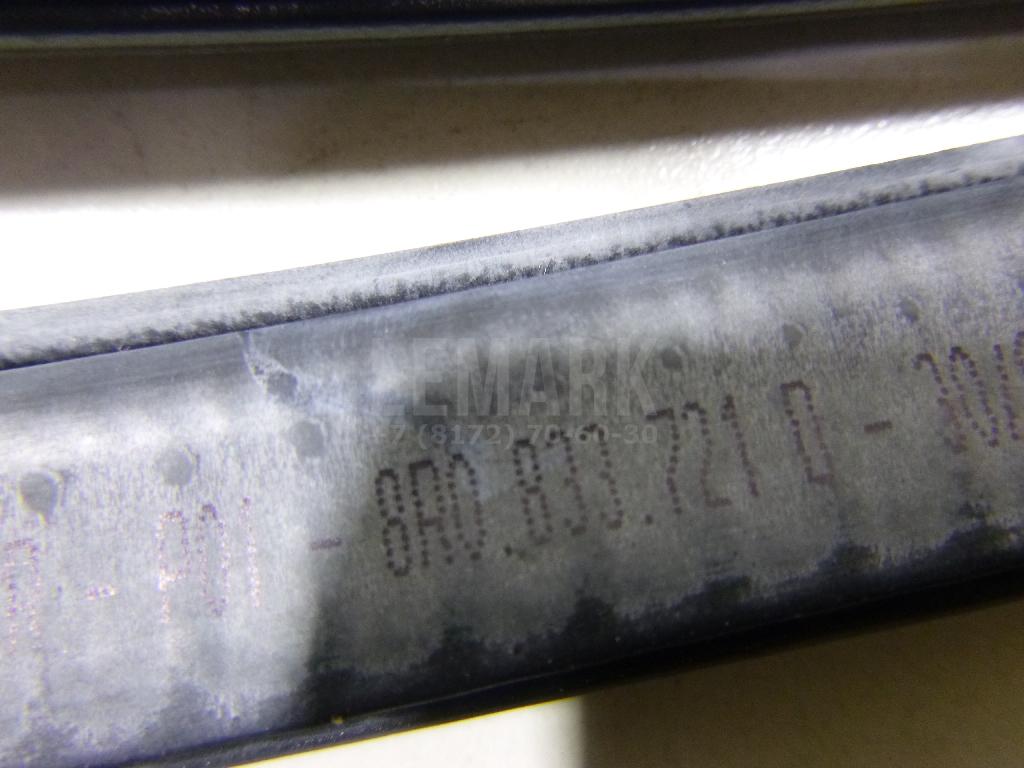 LEMARK
+7 (8172) 70-60-30
- P01 - 8R0.833.721 D -